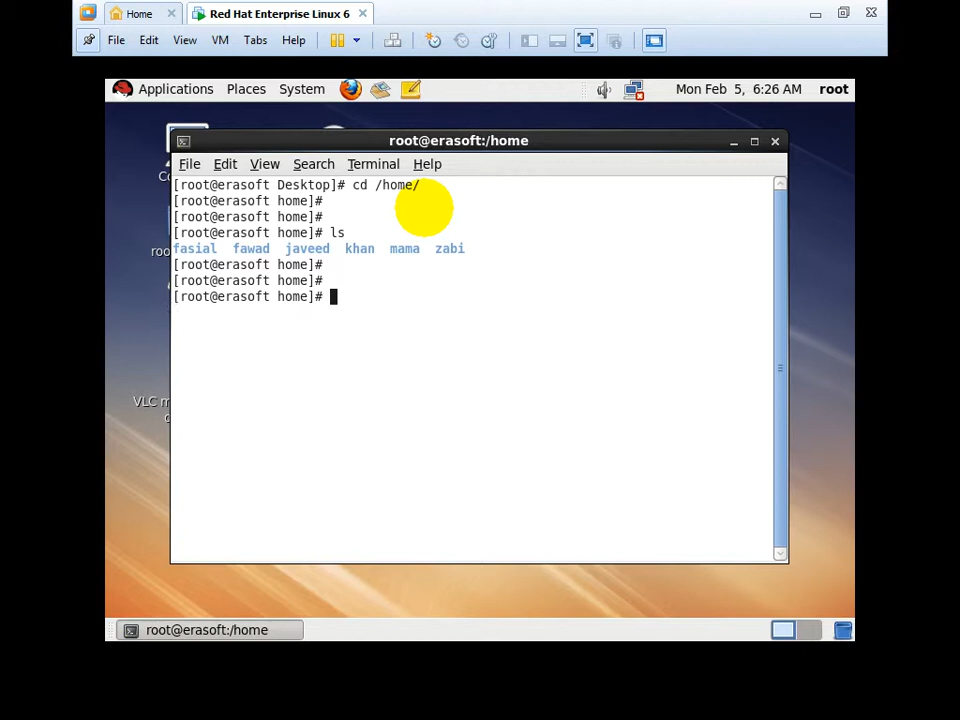 Home Red Hat Enterprise Linux 6
File Edit View VM Tabs Help
Applications Places System Mon Feb 5, 6:26 AM root
root@erasoft:/home
File Edit View Search Terminal Help
[root@erasoft Desktop]# cd /home/
[root@erasoft home]#
[root@erasoft home]#
[root@erasoft home]# ls
fasial fawad javeed khan mama zabi
[root@erasoft home]#
[root@erasoft home]#
[root@erasoft home]#
VLC
root@erasoft:/home